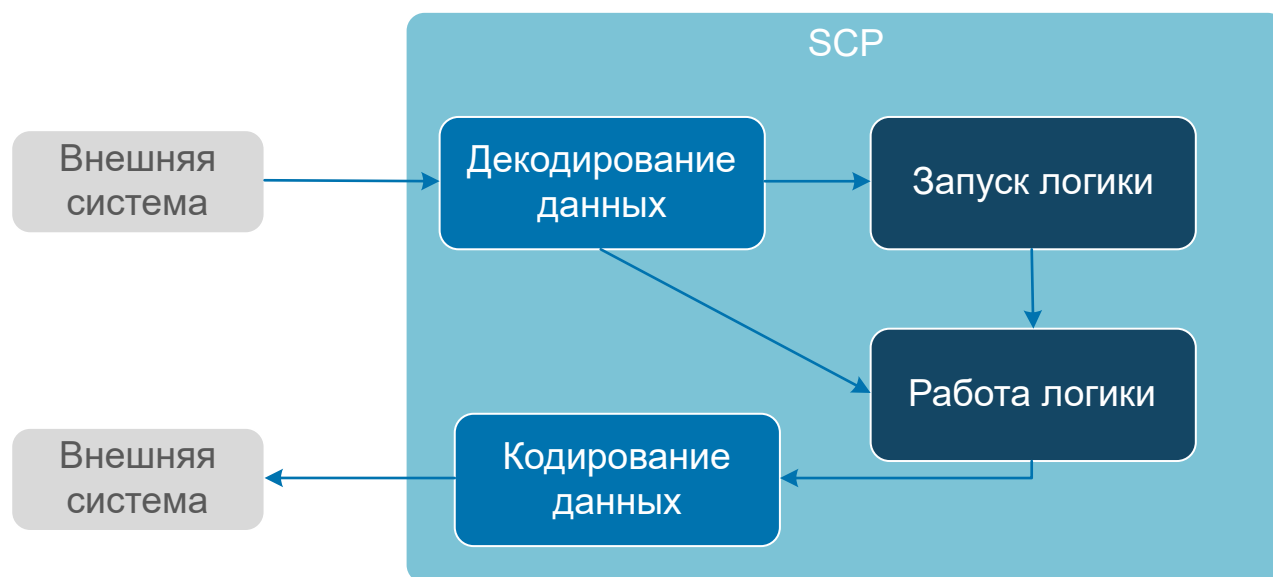 SCP
Внешняя
система
Декодирование
данных
Запуск логики
Работа логики
Внешняя
система
Кодирование
данных